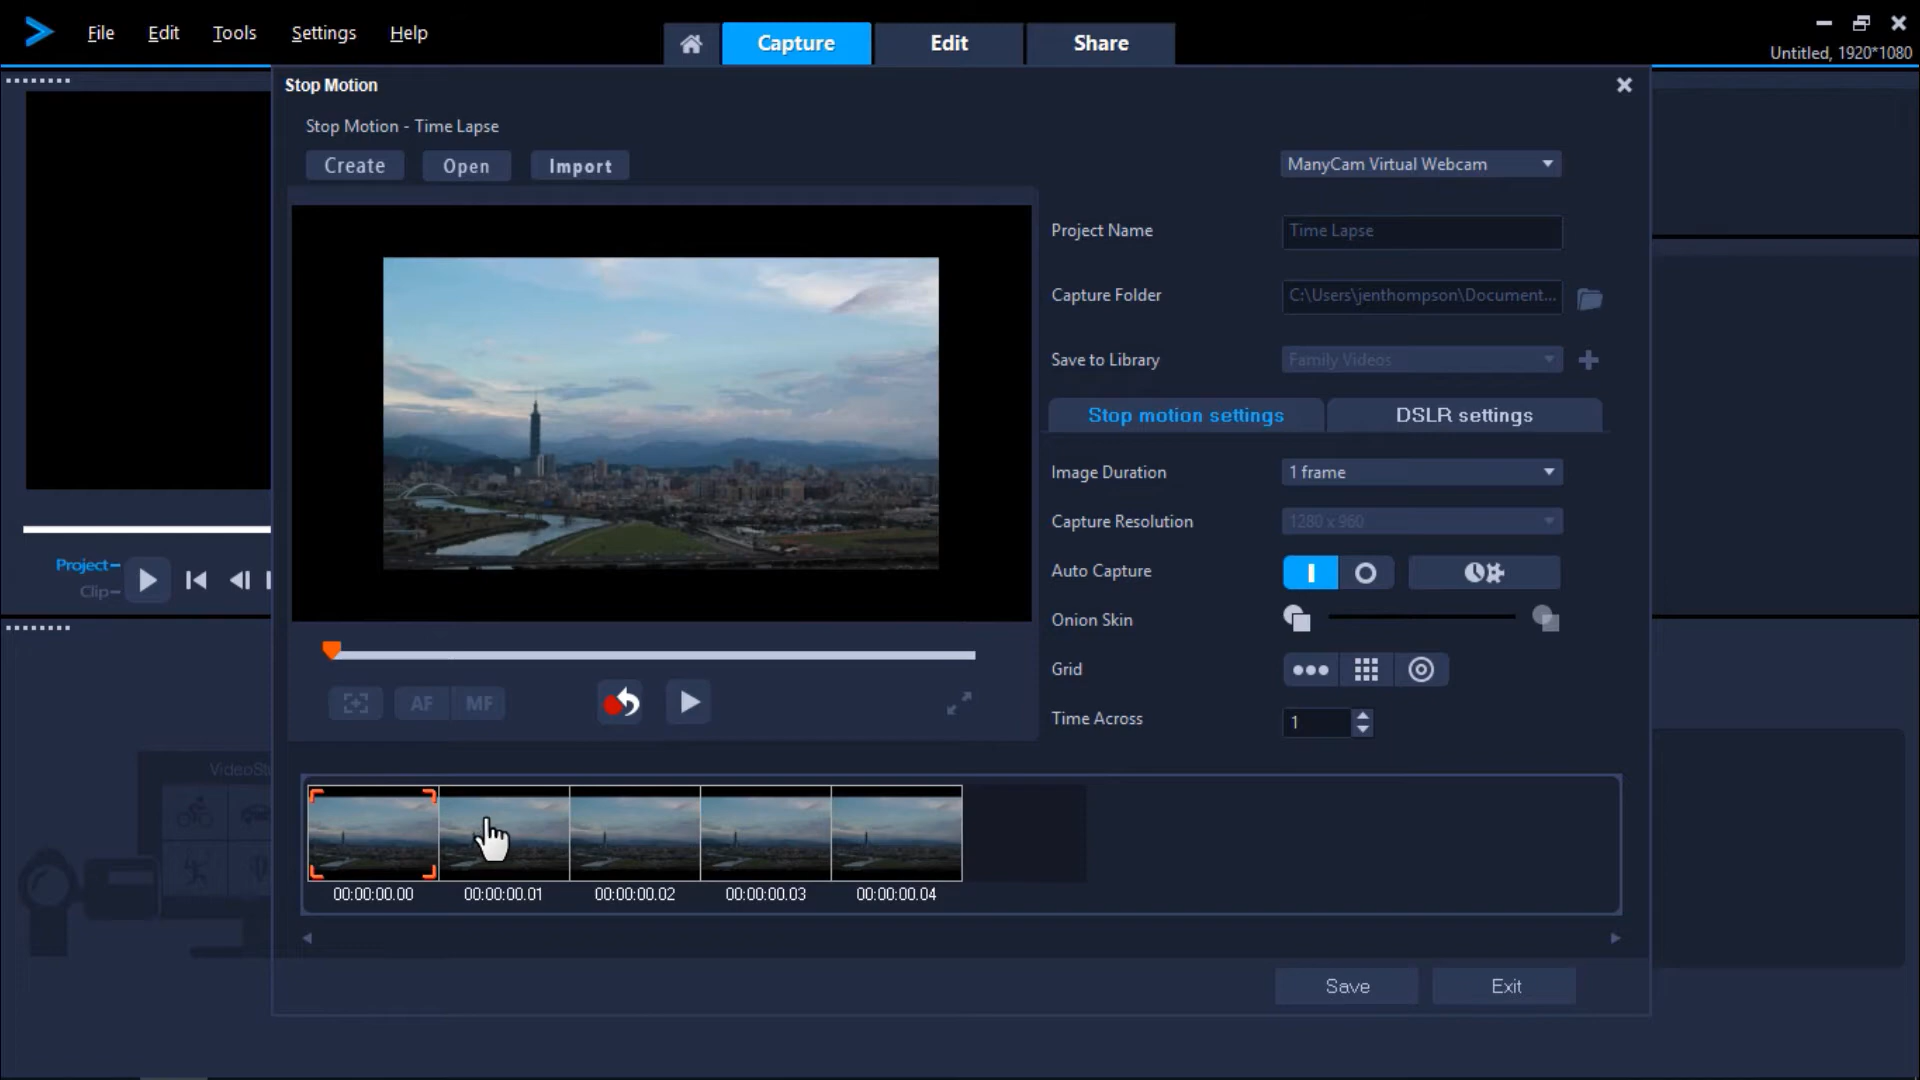 File Edit Tools Settings Help
Capture Edit Share
Untitled, 1920*1080
Stop Motion
Stop Motion - Time Lapse
Create Open Import
ManyCam Virtual Webcam
Project Name Time Lapse
Capture Folder C:\Users\jenthompson\Document...
Save to Library Family Videos
Stop motion settings DSLR settings
Image Duration 1 frame
Capture Resolution 1280 x 960
Auto Capture
Onion Skin
Grid
Time Across 1
Project
Clip
AF MF
00:00:00.00 00:00:00.01 00:00:00.02 00:00:00.03 00:00:00.04
Save Exit